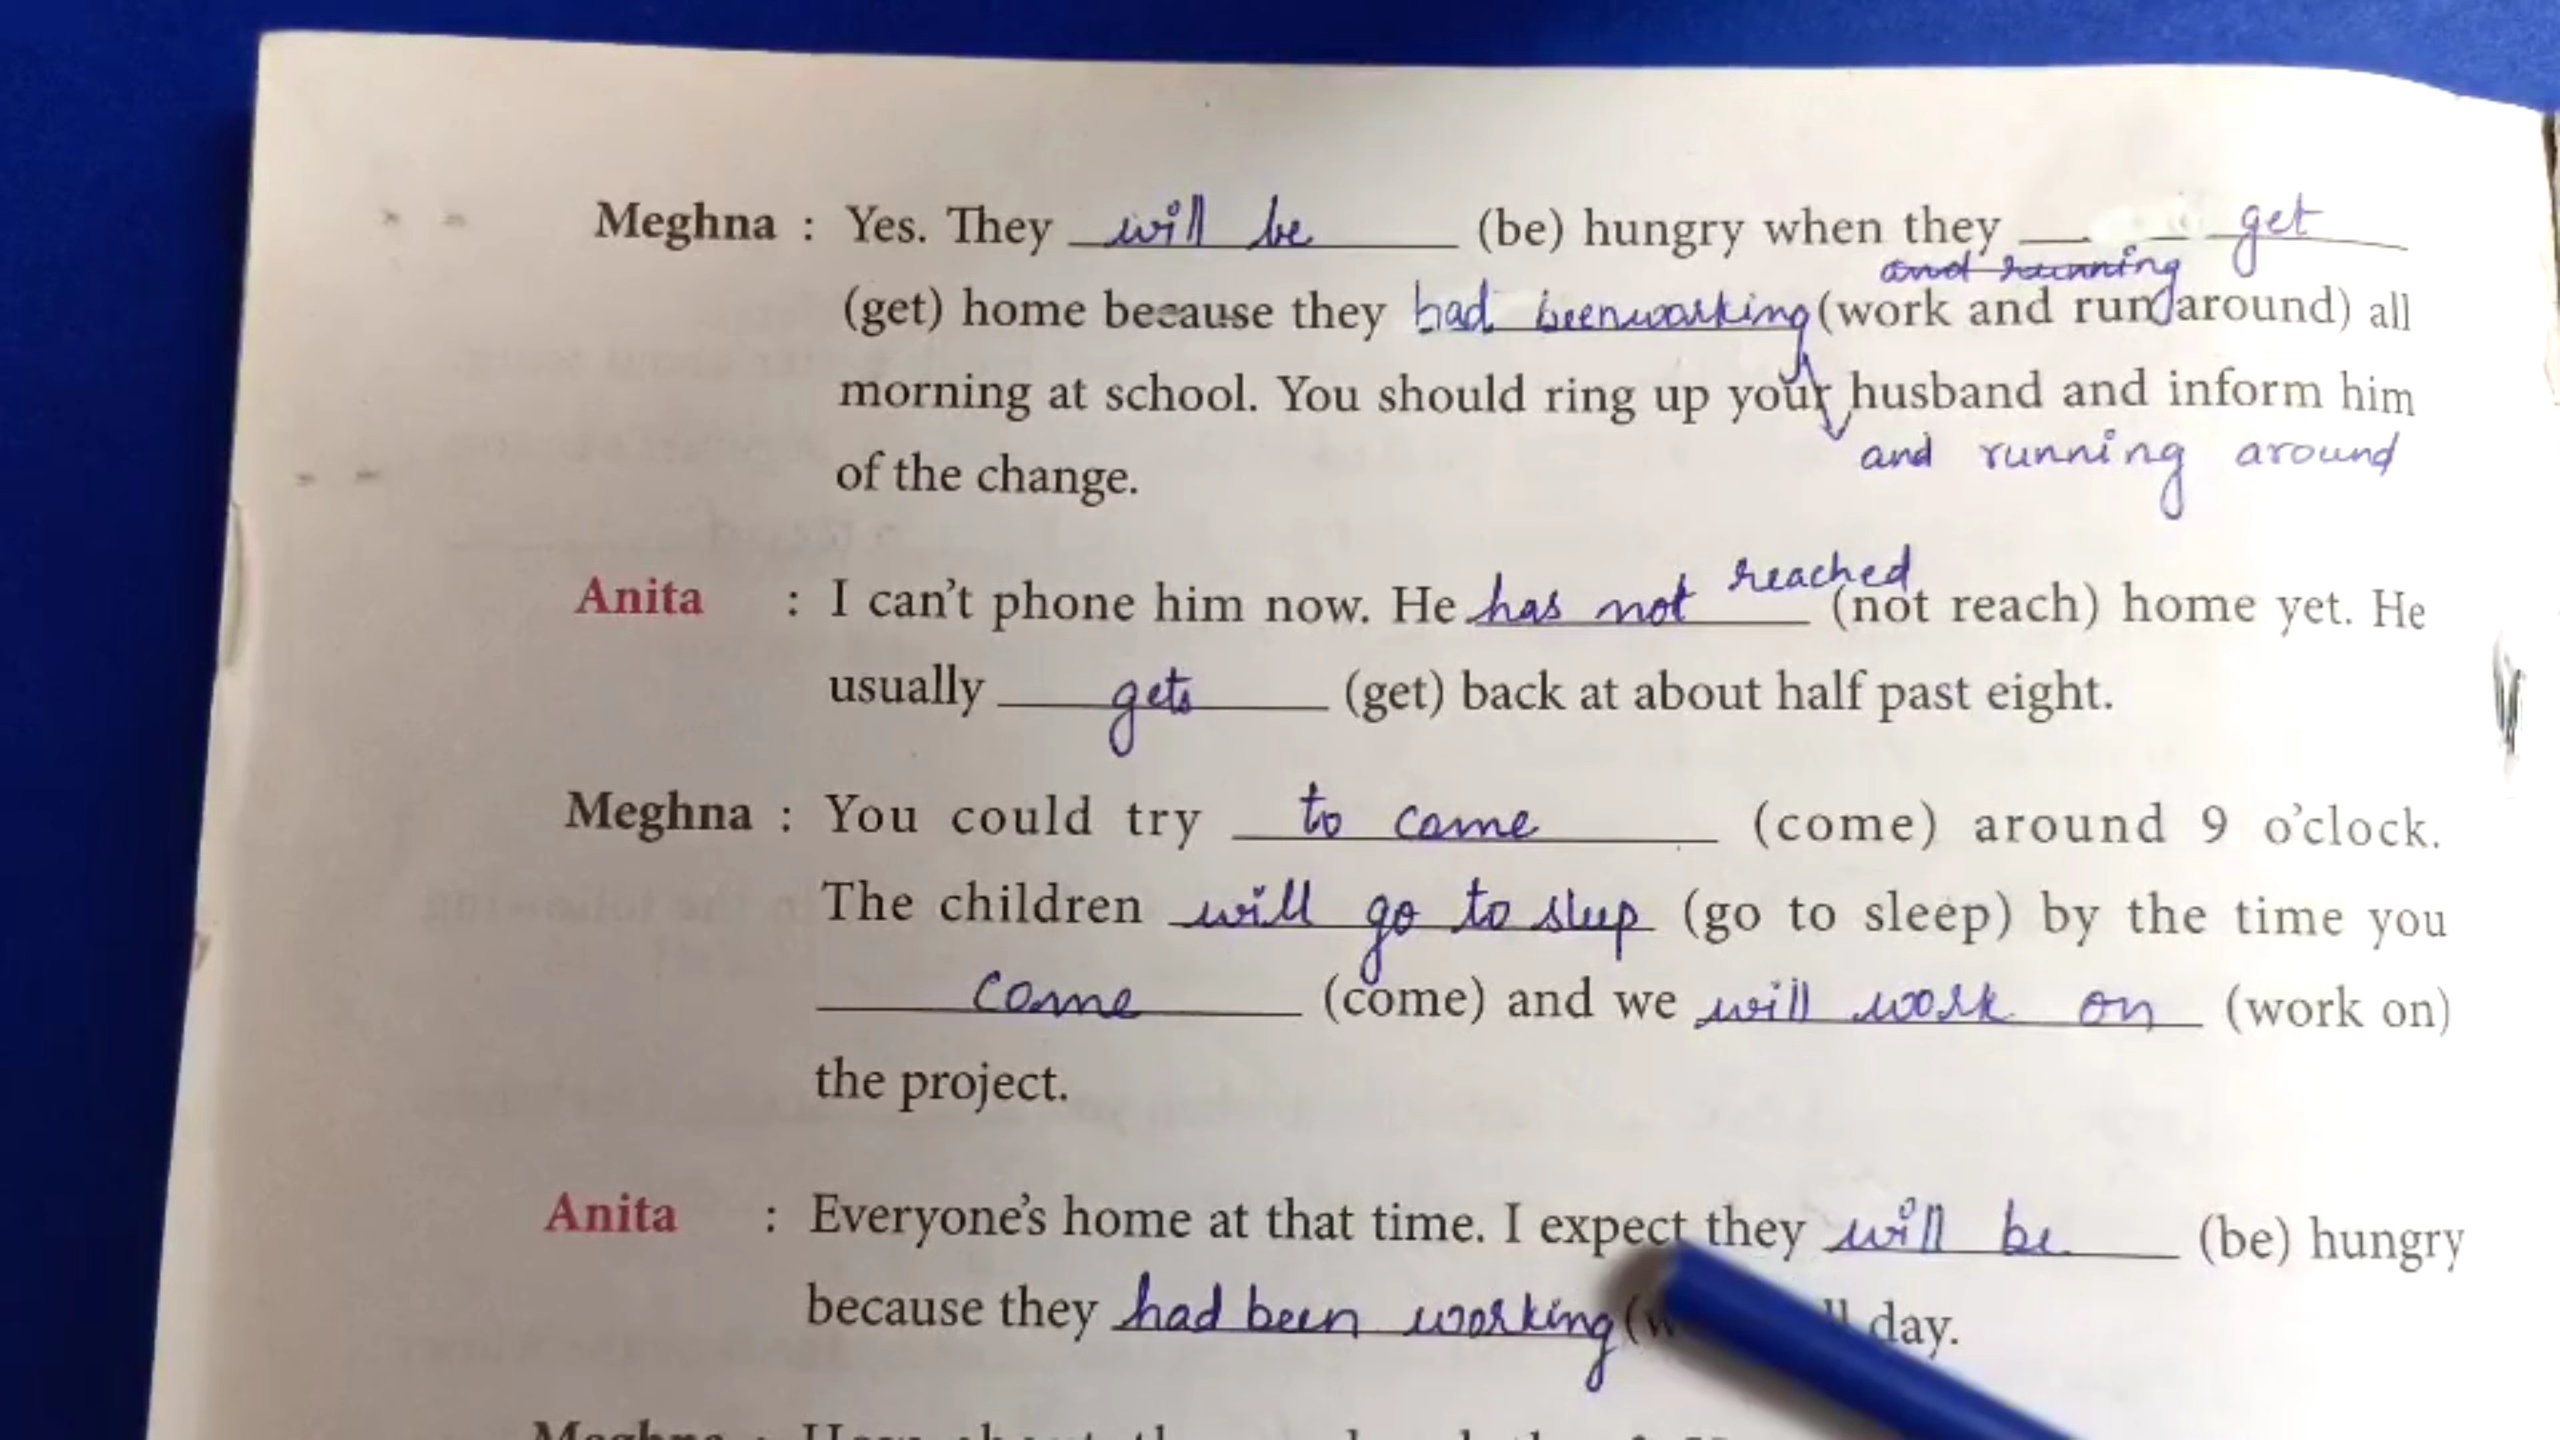 Meghna : Yes. They will be (be) hungry when they get
and running
(get) home because they had been working (work and run around) all
morning at school. You should ring up your husband and inform him
and running around
of the change.
Anita : I can't phone him now. He has not reached (not reach) home yet. He
usually gets (get) back at about half past eight.
Meghna : You could try to come (come) around 9 o'clock.
The children will go to sleep (go to sleep) by the time you
come (come) and we will work on (work on)
the project.
Anita : Everyone's home at that time. I expect they will be (be) hungry
because they had been working day.
Meghna :